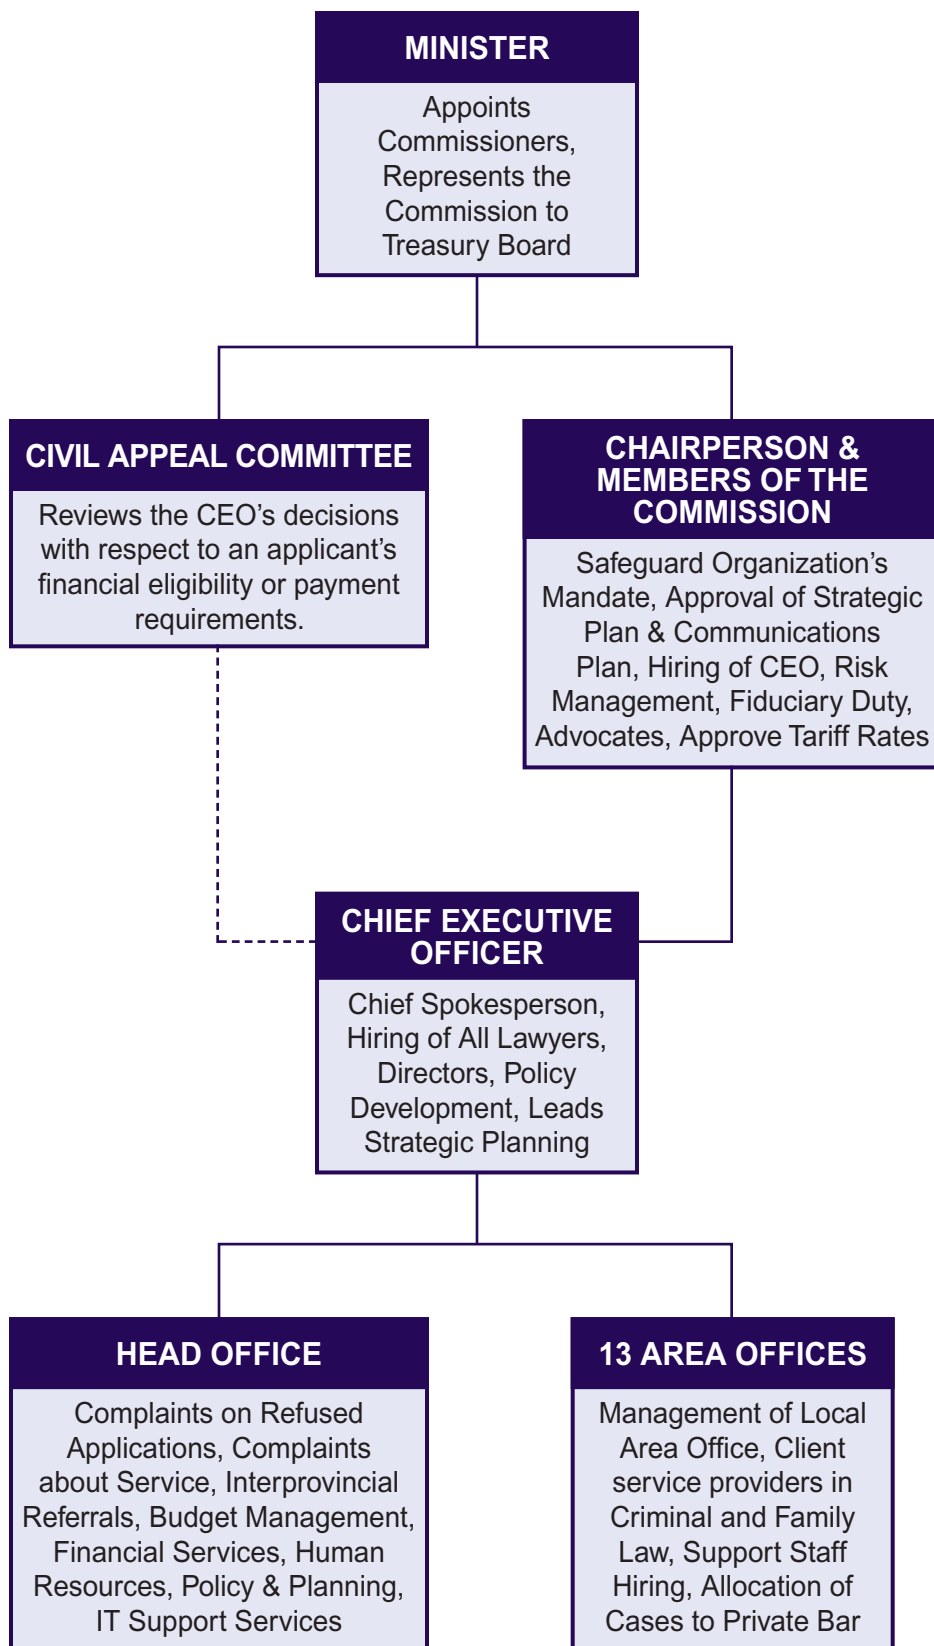 MINISTER
Appoints
Commissioners,
Represents the
Commission to
Treasury Board
CIVIL APPEAL COMMITTEE
Reviews the CEO's decisions
with respect to an applicant's
financial eligibility or payment
requirements.
CHAIRPERSON &
MEMBERS OF THE
COMMISSION
Safeguard Organization's
Mandate, Approval of Strategic
Plan & Communications
Plan, Hiring of CEO, Risk
Management, Fiduciary Duty,
Advocates, Approve Tariff Rates
CHIEF EXECUTIVE
OFFICER
Chief Spokesperson,
Hiring of All Lawyers,
Directors, Policy
Development, Leads
Strategic Planning
HEAD OFFICE
Complaints on Refused
Applications, Complaints
about Service, Interprovincial
Referrals, Budget Management,
Financial Services, Human
Resources, Policy & Planning,
IT Support Services
13 AREA OFFICES
Management of Local
Area Office, Client
service providers in
Criminal and Family
Law, Support Staff
Hiring, Allocation of
Cases to Private Bar